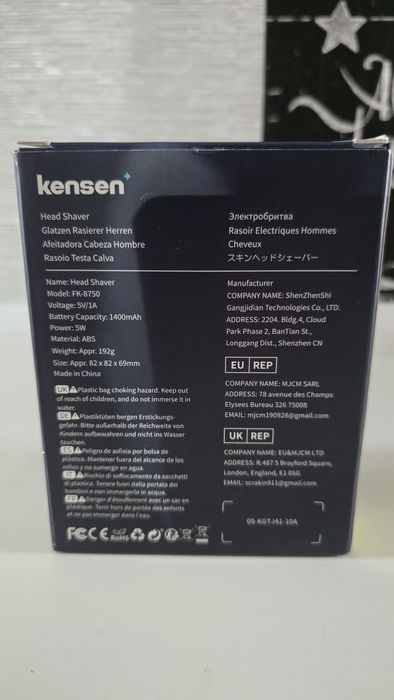 kensen
Head Shaver
Glatzen Rasierer Herren
Afeitadora Cabeza Hombre
Rasoio Testa Calva
Электробритва
Rasoir Electriques Hommes
Cheveux
スキンヘッドシェーバー
Name: Head Shaver
Model: FK-8750
Voltage: 5V/1A
Battery Capacity: 1400mAh
Power: 5W
Material: ABS
Weight: Appr. 192g
Size: Appr. 82 x 82 x 69mm
Made in China
UK Plastic bag choking hazard. Keep out
of reach of children, and do not immerse it in
water.
DE Plastiktüten bergen Erstickungs-
gefahr. Bitte außerhalb der Reichweite von
Kindern aufbewahren und nicht ins Wasser
tauchen.
ES Peligro de asfixia por bolsa de
plástico. Mantener fuera del alcance de los
niños y no sumergir en agua.
IT Rischio di soffocamento da sacchetti
di plastica. Tenere fuori dalla portata dei
bambini e non immergerlo in acqua.
FR Danger d'étouffement avec un sac en
plastique. Tenir hors de portée des enfants
et ne pas immerger dans l'eau.
FC CE RoHS
Manufacturer
COMPANY NAME: ShenZhenShi
Gangjidian Technologies Co., LTD.
ADDRESS: 2204. Bldg.4, Cloud
Park Phase 2, BanTian St.,
Longgang Dist., Shenzhen CN
EU REP
COMPANY NAME: MJCM SARL
ADDRESS: 78 avenue des Champs
Elysees Bureau 326 75008
EMAIL: mjcm190928@gmail.com
UK REP
COMPANY NAME: EU&MJCM LTD
ADDRESS: R 487 5 Brayford Square,
London, England, E1 0SG
EMAIL: scrakin911@gmail.com
05-KGTJ41-10A